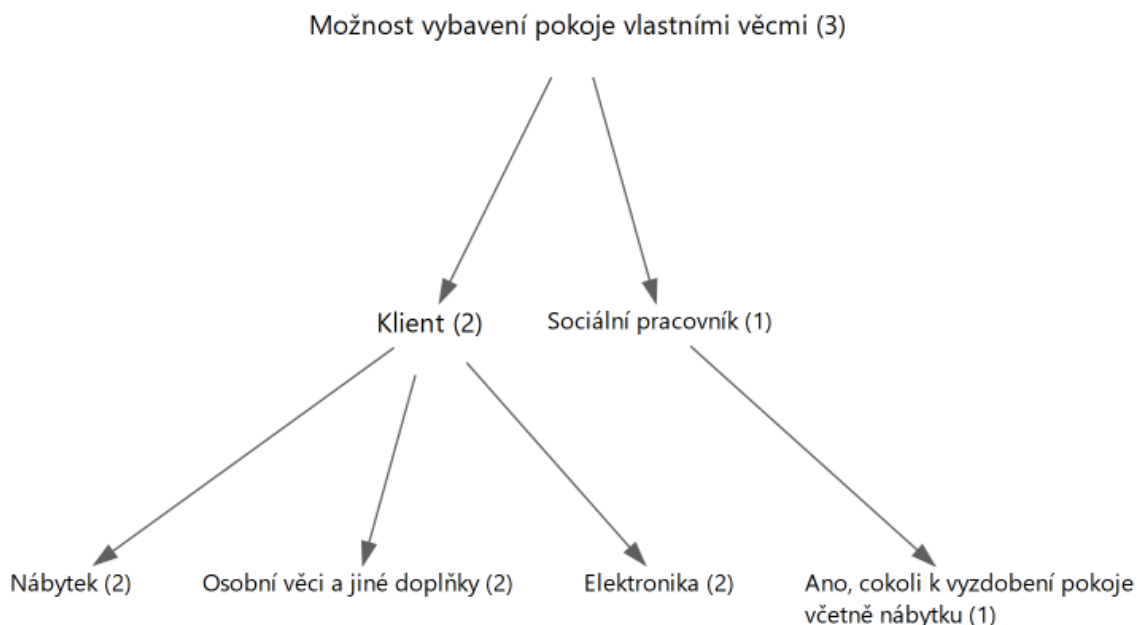 Možnost vybavení pokoje vlastními věcmi (3)
Klient (2)
Sociální pracovník (1)
Nábytek (2)
Osobní věci a jiné doplňky (2)
Elektronika (2)
Ano, cokoli k vyzdobení pokoje
včetně nábytku (1)